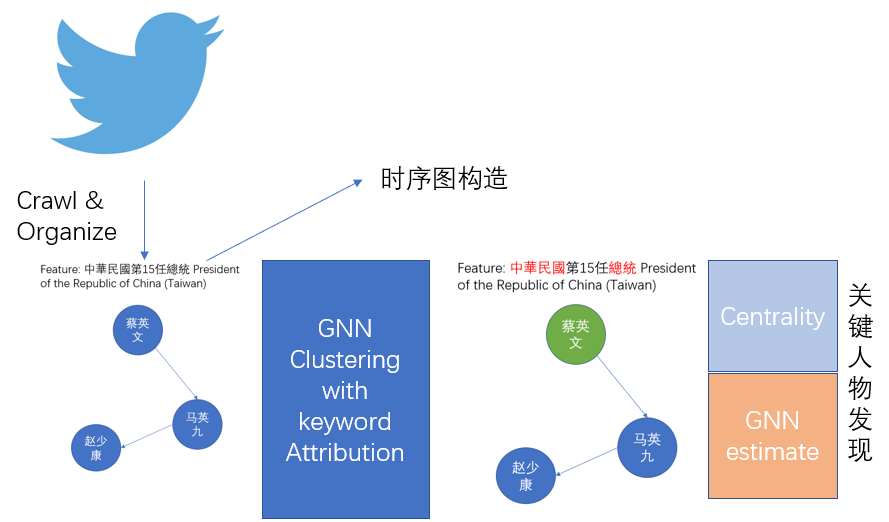 时序图构造
Crawl &
Organize
Feature: 中華民國第15任總統 President
of the Republic of China (Taiwan)
蔡英
文
马英
九
赵少
康
GNN
Clustering
with
keyword
Attribution
Feature: 中華民國第15任總統 President
of the Republic of China (Taiwan)
蔡英
文
马英
九
赵少
康
Centrality
GNN
estimate
关
键
人
物
发
现